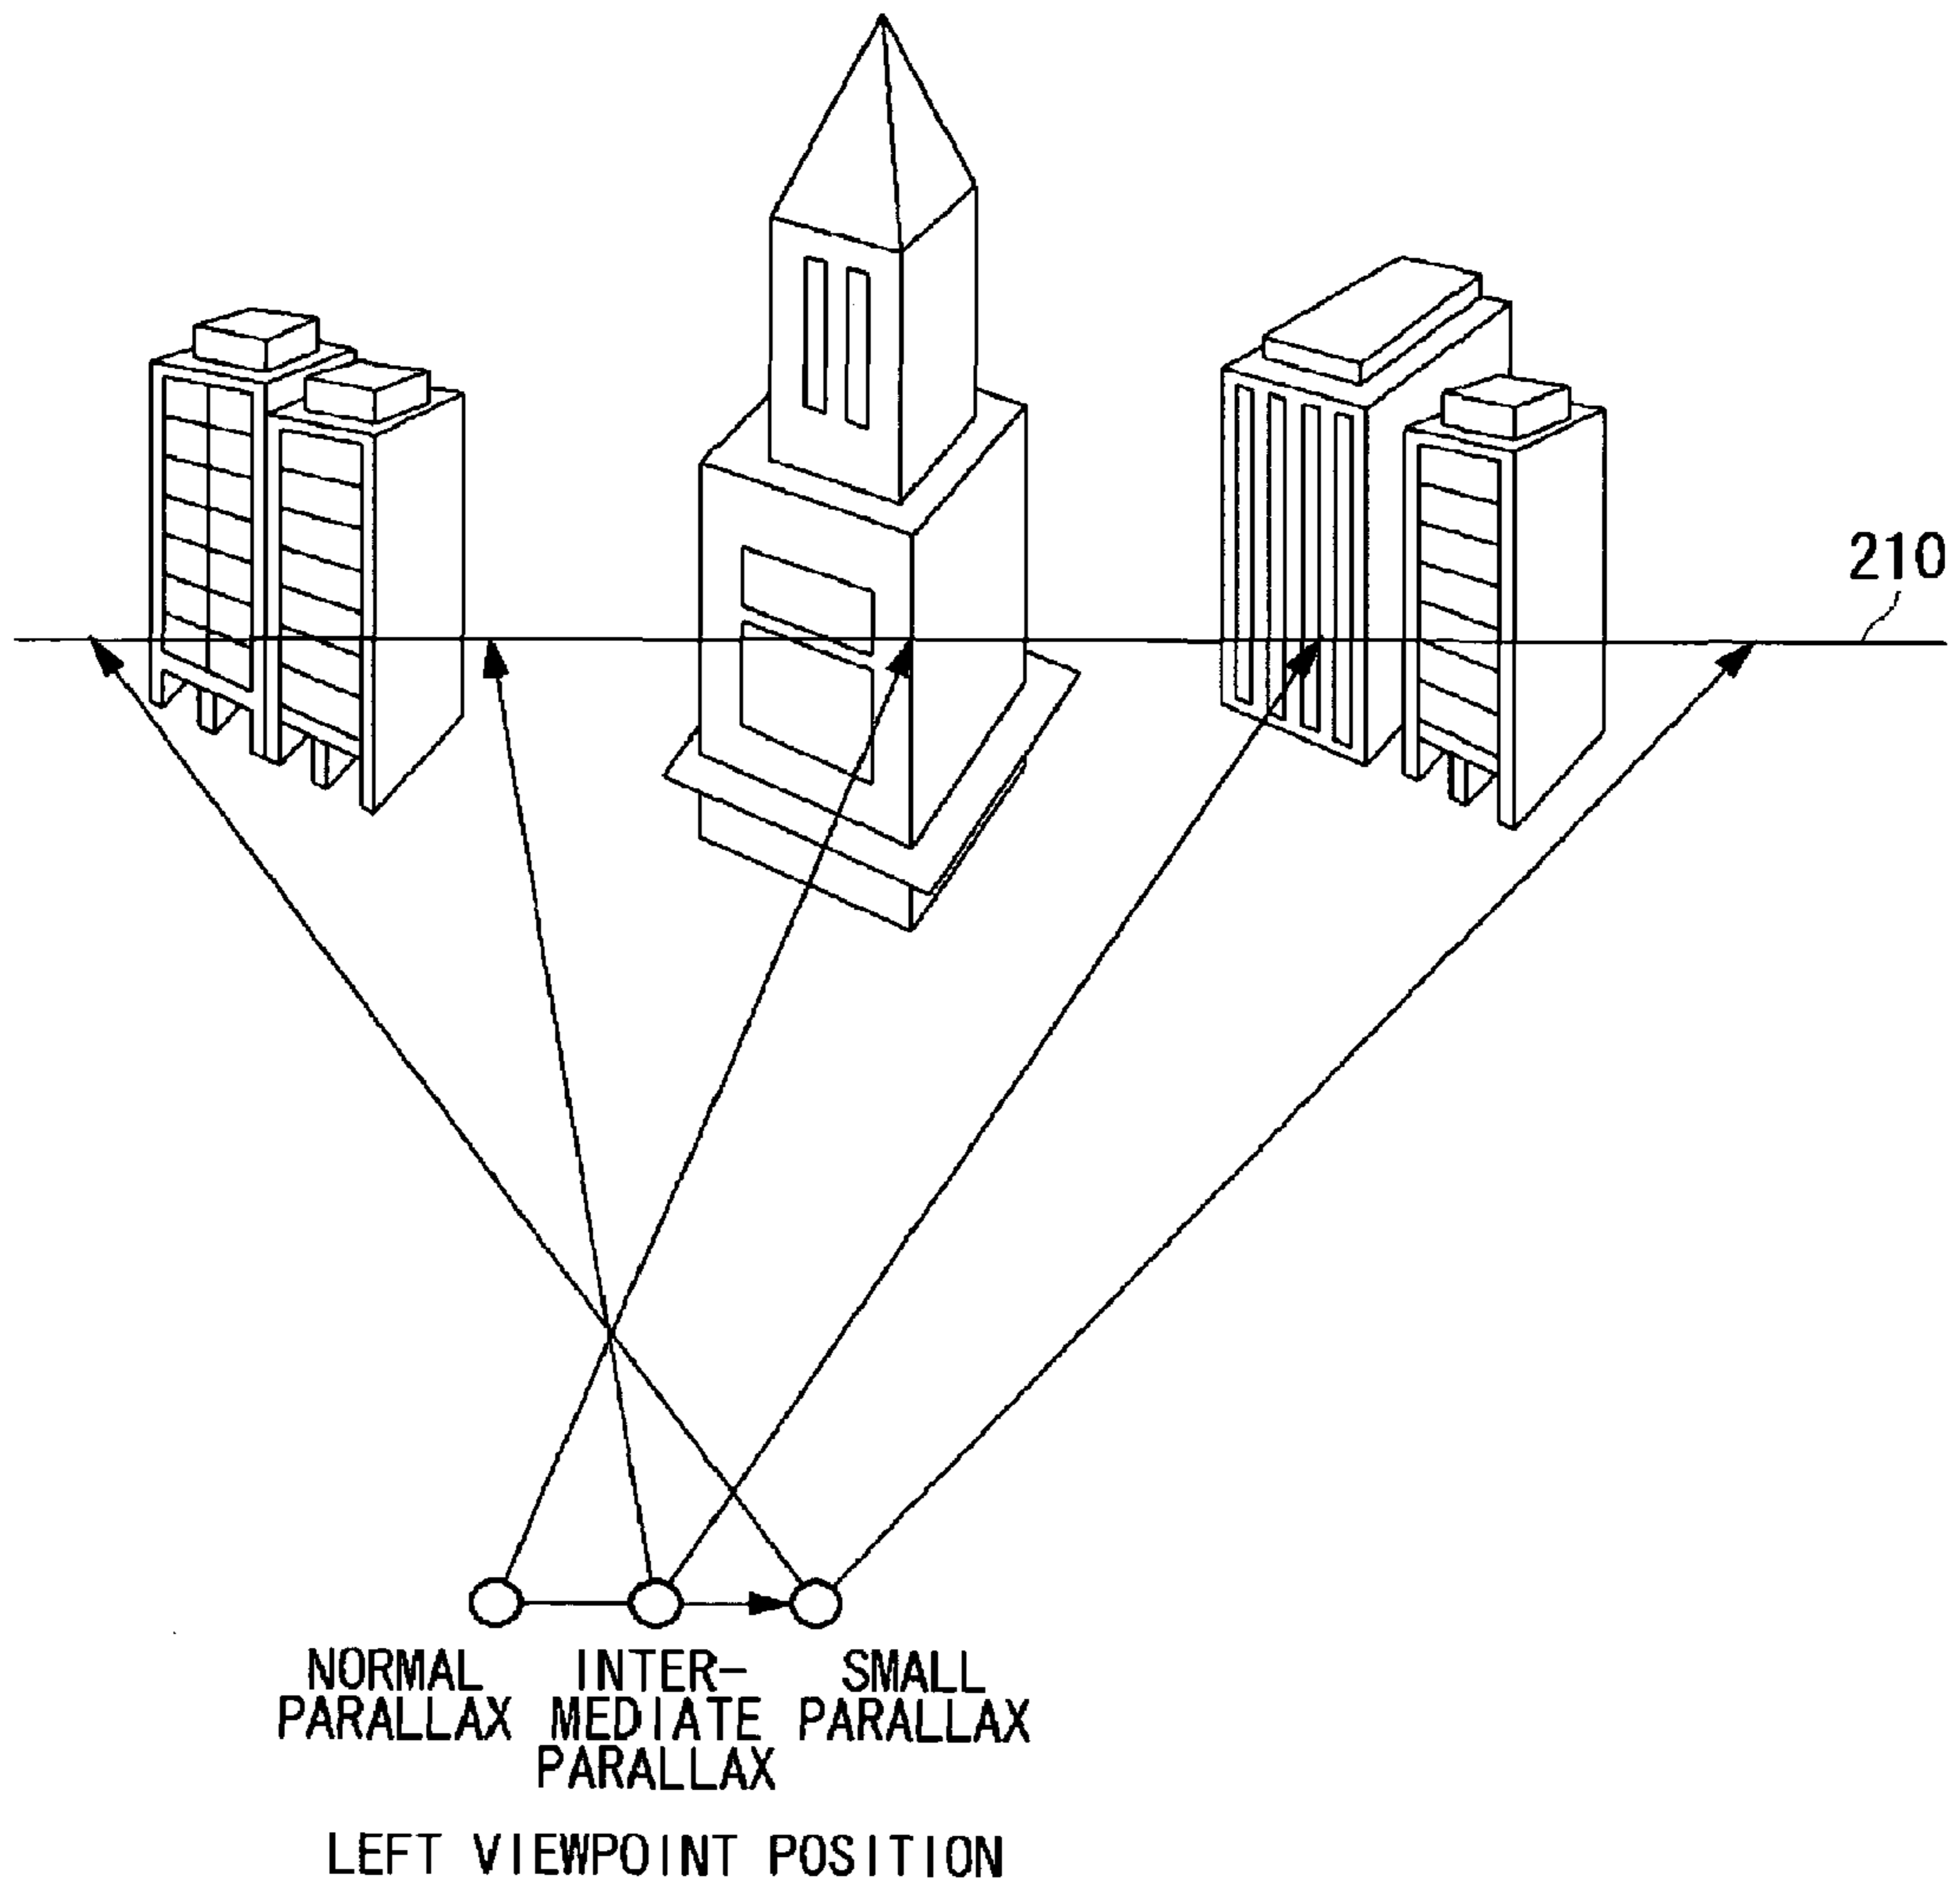 210
NORMAL INTER- SMALL
PARALLAX MEDIATE PARALLAX
PARALLAX
LEFT VIEWPOINT POSITION